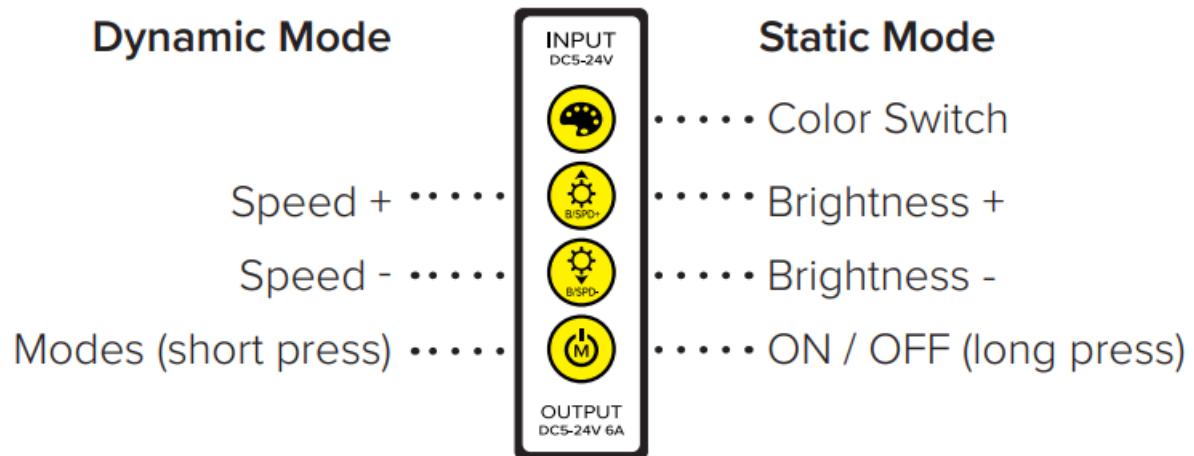 Dynamic Mode
Static Mode
INPUT
DC5-24V
Color Switch
Speed +
B/SPD+
Brightness +
Speed -
B/SPD-
Brightness -
Modes (short press)
M
ON / OFF (long press)
OUTPUT
DC5-24V 6A